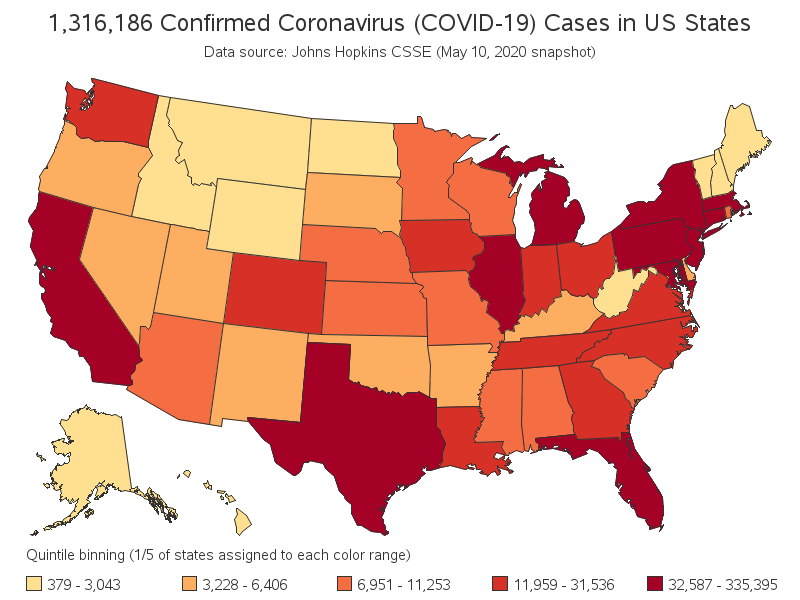 1,316,186 Confirmed Coronavirus (COVID-19) Cases in US States
Data source: Johns Hopkins CSSE (May 10, 2020 snapshot)
Quintile binning (1/5 of states assigned to each color range)
379 - 3,043 3,228 - 6,406 6,951 - 11,253 11,959 - 31,536 32,587 - 335,395